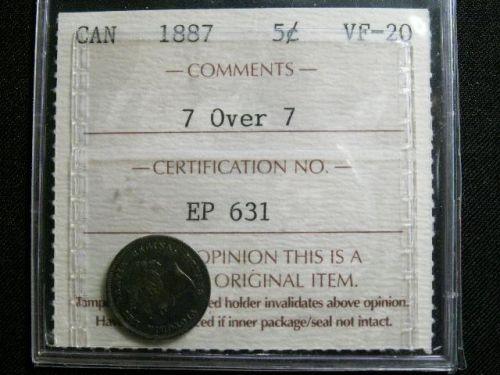 CAN 1887 5¢ VF-20
— COMMENTS —
7 Over 7
— CERTIFICATION NO. —
EP 631
OPINION THIS IS A
ORIGINAL ITEM.
ed holder invalidates above opinion.
if inner package/seal not intact.